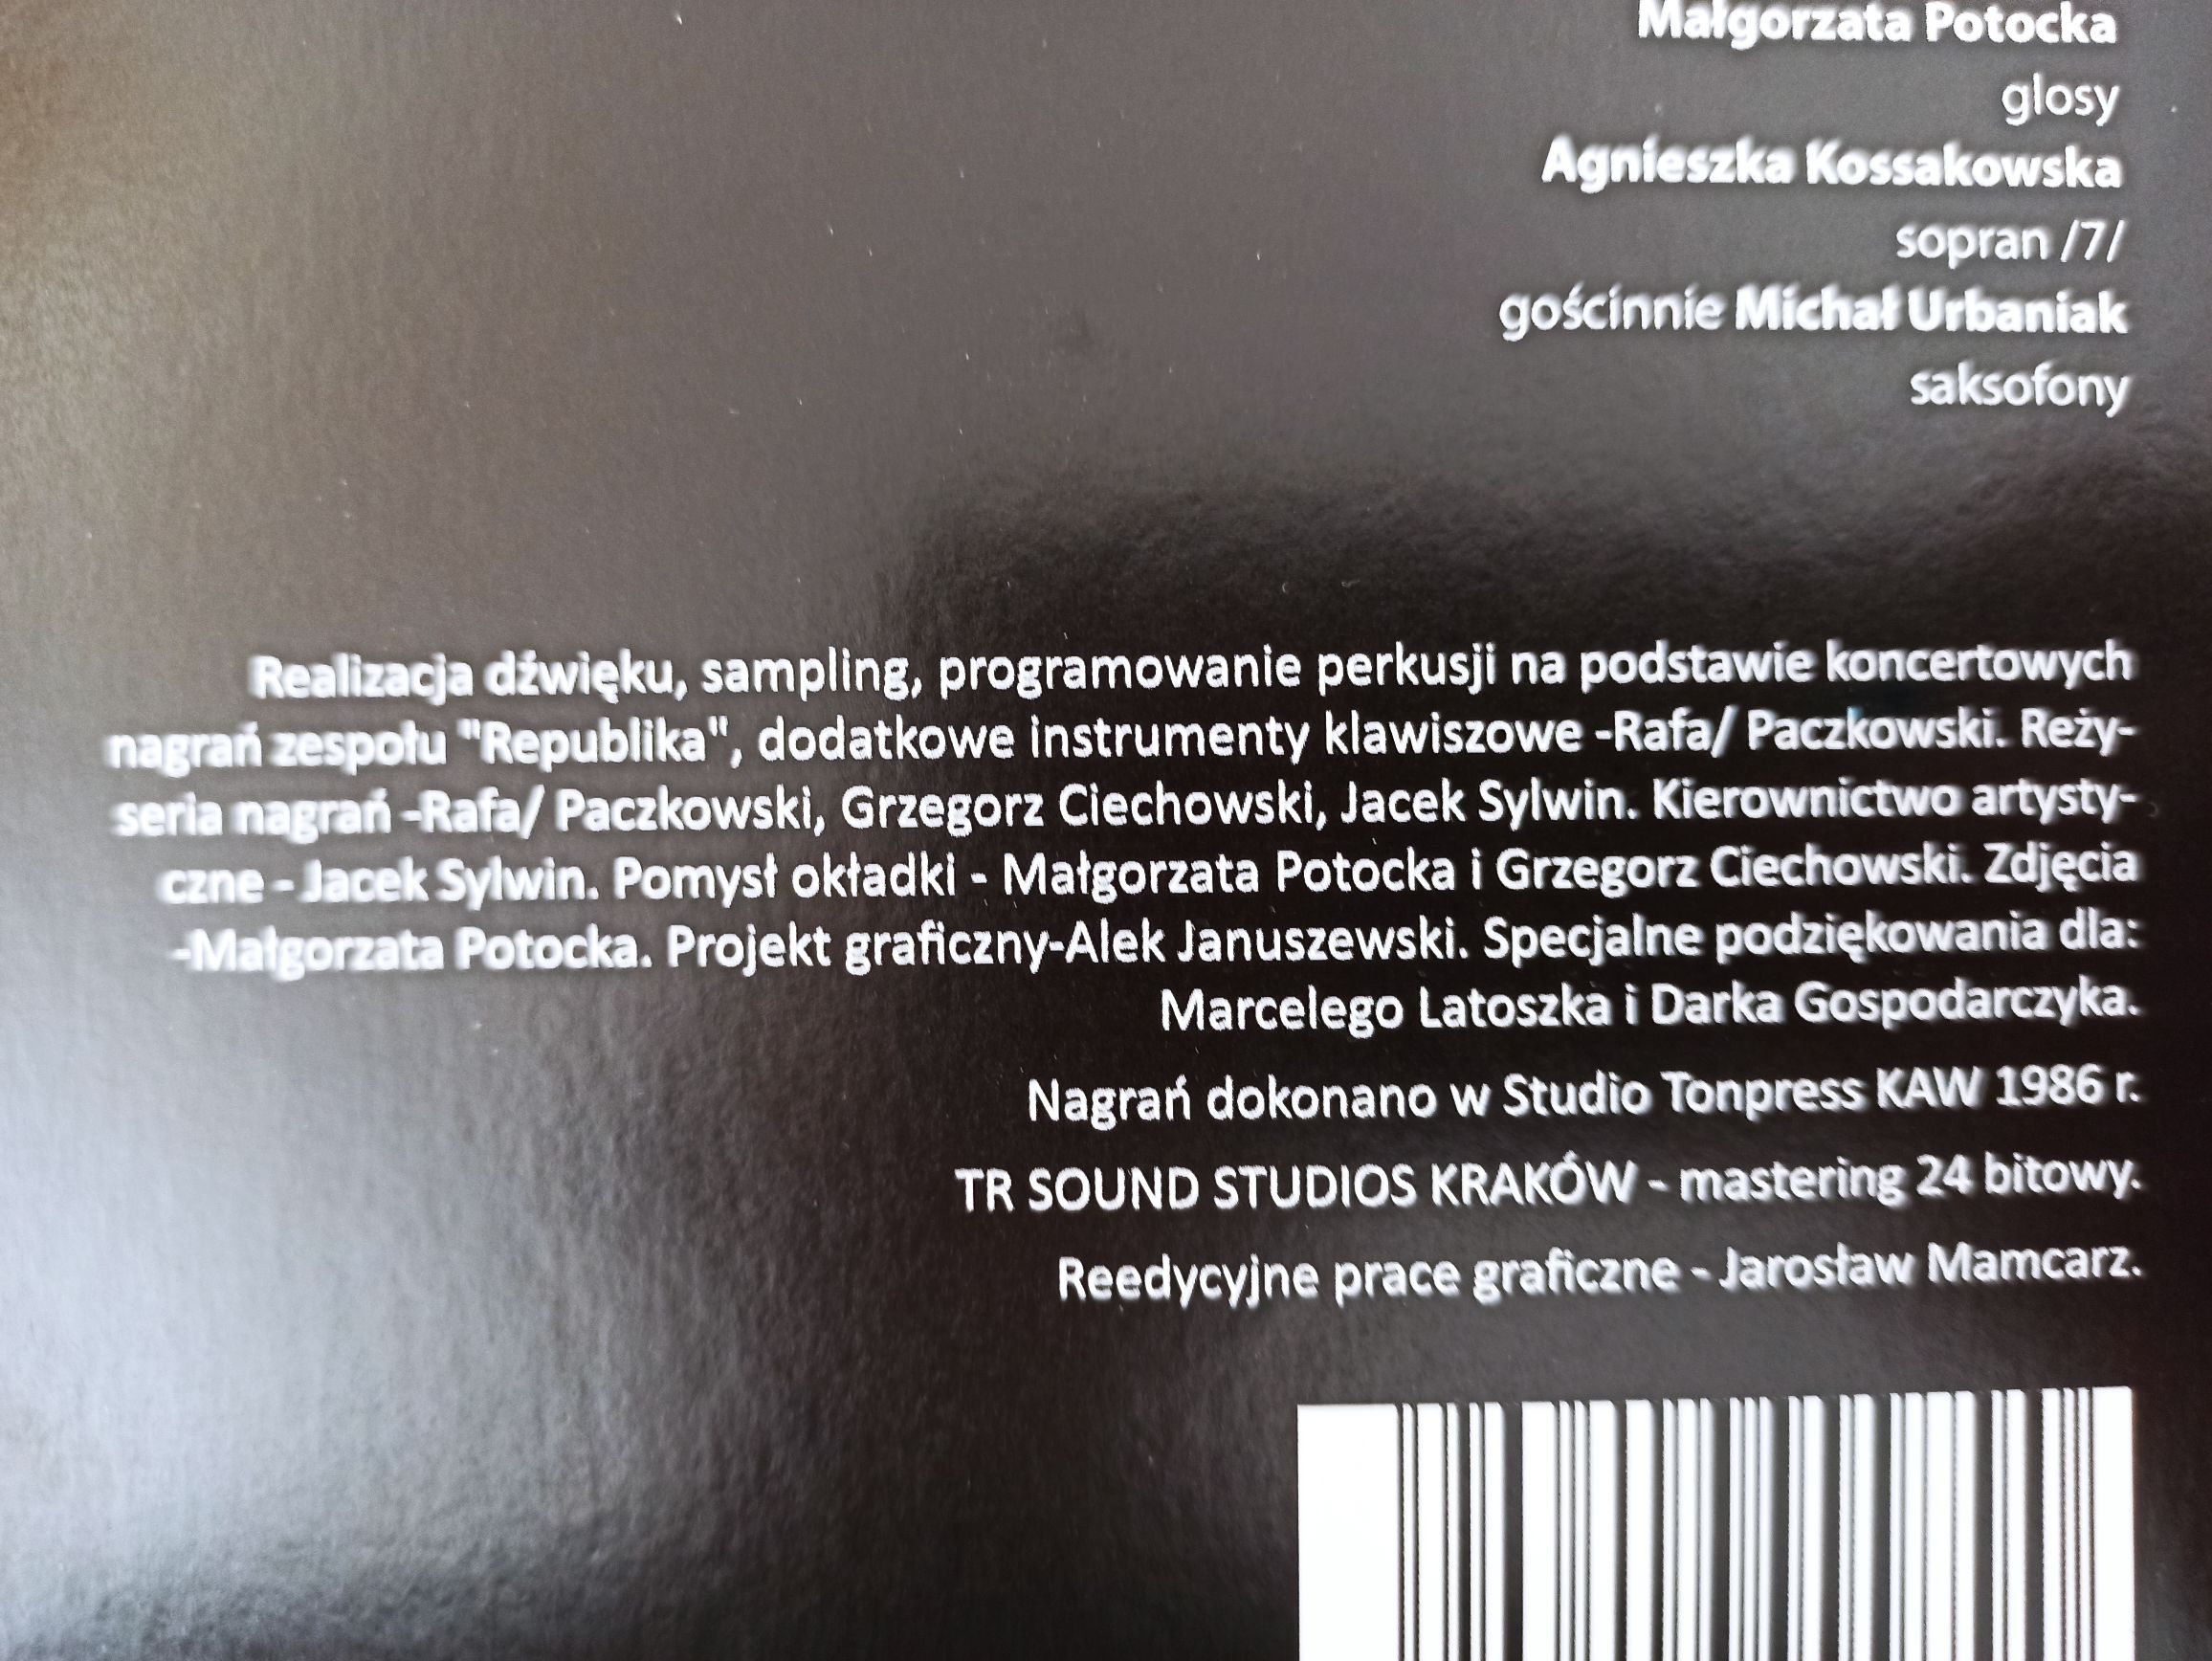 Małgorzata Potocka
glosy
Agnieszka Kossakowska
sopran /7/
gościnnie Michał Urbaniak
saksofony
Realizacja dźwięku, sampling, programowanie perkusji na podstawie koncertowych
nagrań zespołu "Republika", dodatkowe instrumenty klawiszowe -Rafa/ Paczkowski. Reży-
seria nagrań -Rafa/ Paczkowski, Grzegorz Ciechowski, Jacek Sylwin. Kierownictwo artysty-
czne - Jacek Sylwin. Pomysł okładki - Małgorzata Potocka i Grzegorz Ciechowski. Zdjęcia
-Małgorzata Potocka. Projekt graficzny-Alek Januszewski. Specjalne podziękowania dla:
Marcelego Latoszka i Darka Gospodarczyka.
Nagrań dokonano w Studio Tonpress KAW 1986 r.
TR SOUND STUDIOS KRAKÓW - mastering 24 bitowy.
Reedycyjne prace graficzne - Jarosław Mamcarz.